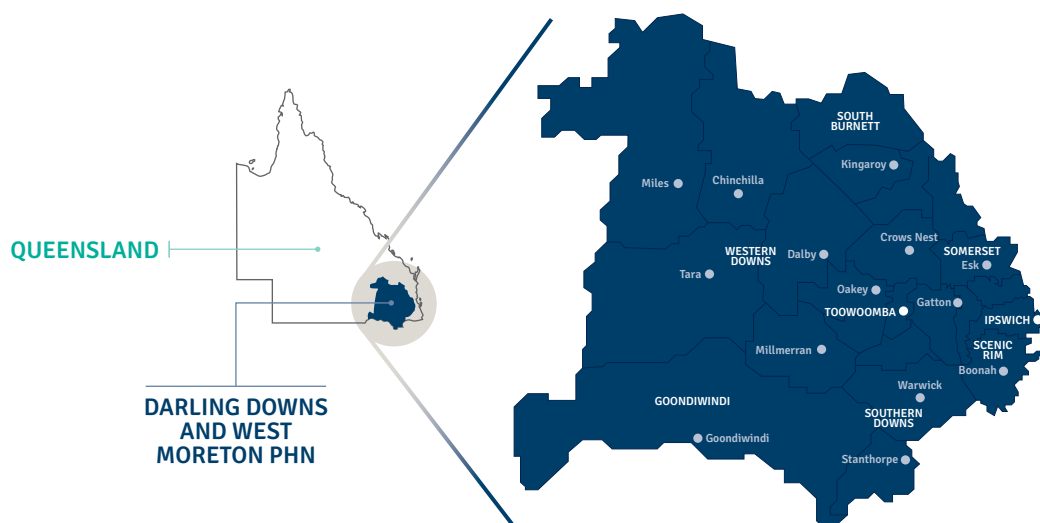 QUEENSLAND
DARLING DOWNS
AND WEST
MORETON PHN
SOUTH
BURNETT
Kingaroy
Miles
Chinchilla
Crows Nest
WESTERN
DOWNS
Dalby
SOMERSET
Esk
Tara
Oakey
Gatton
TOOWOOMBA
IPSWICH
Millmerran
SCENIC
RIM
Boonah
Warwick
GOONDIWINDI
SOUTHERN
DOWNS
Goondiwindi
Stanthorpe